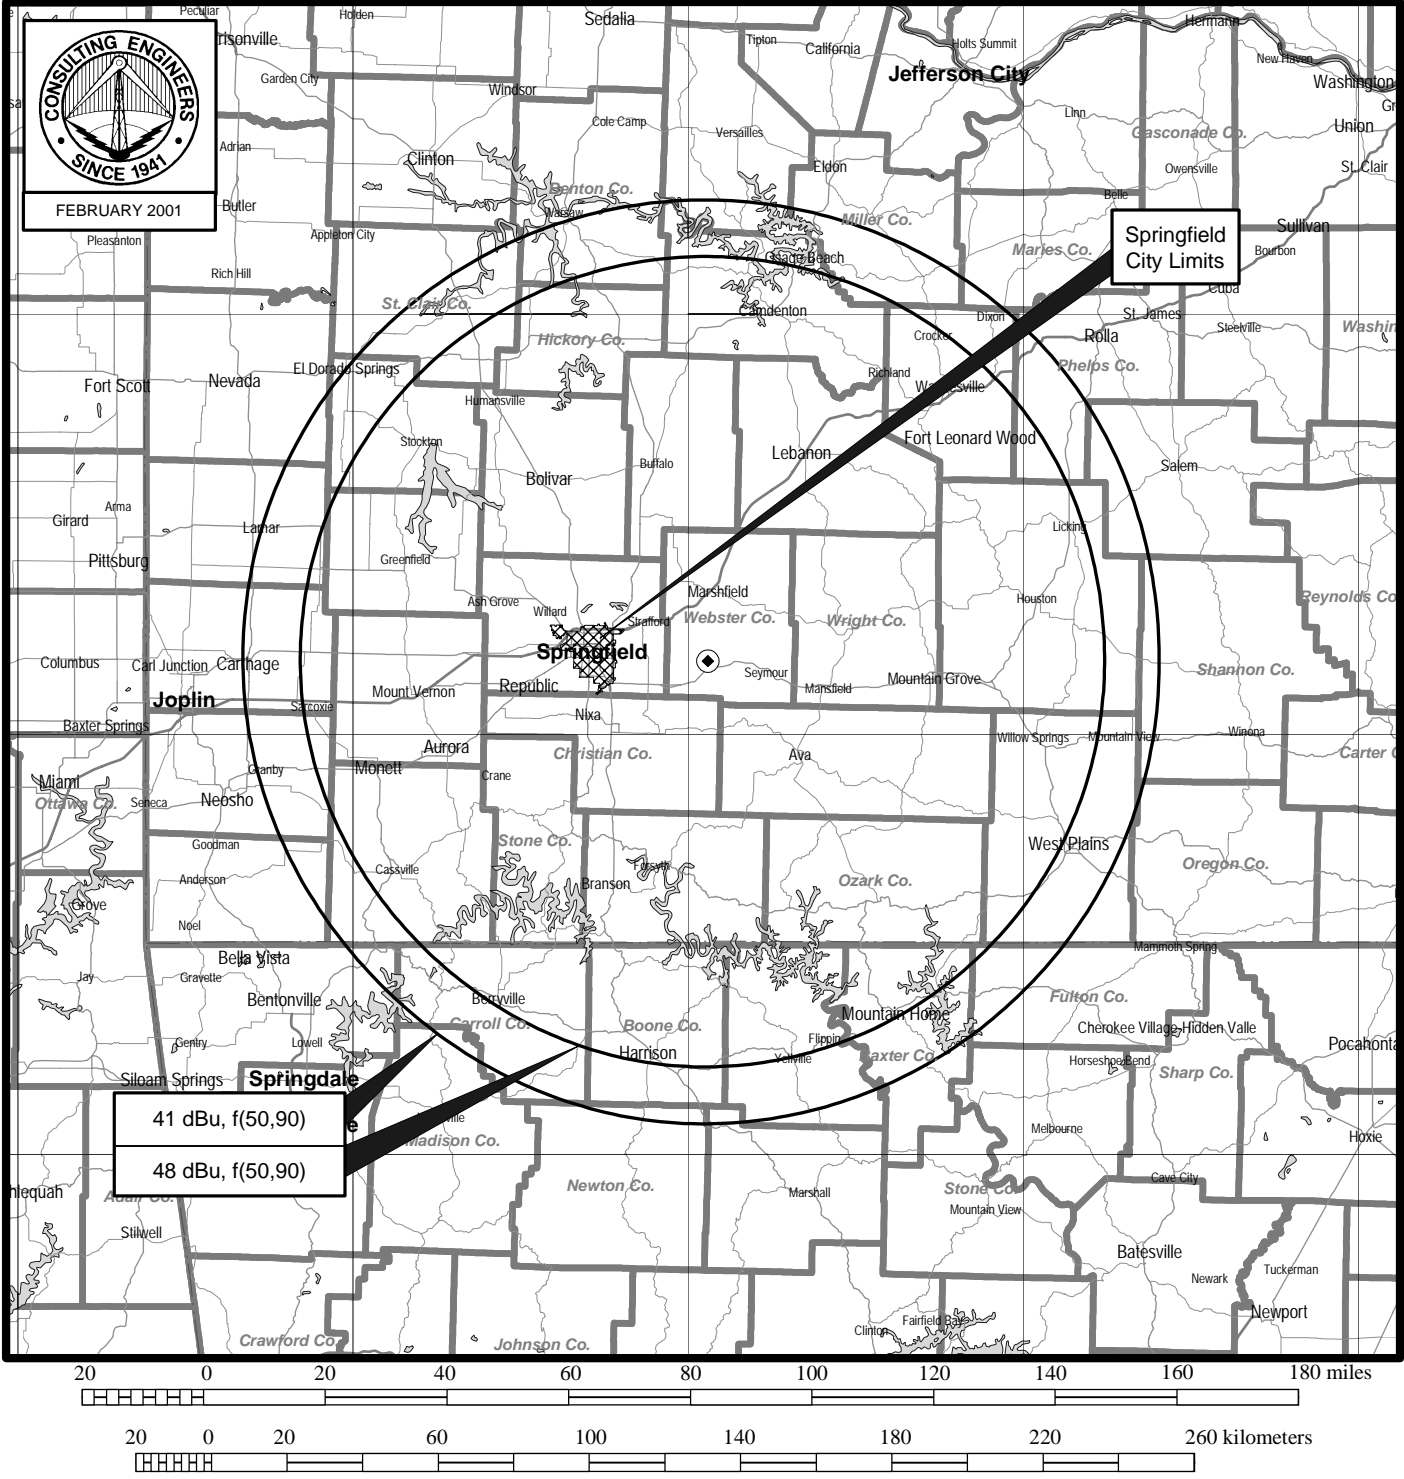 Peculiar
Holden
Sedalia
Hermann
CONSULTING ENGINEERS
SINCE 1941
FEBRUARY 2001
risonville
Tipton
California
Holts Summit
New Haven
Jefferson City
Washington
Garden City
Windsor
Linn
Cole Camp
Versailles
Gasconade Co.
Union
Adrian
Clinton
Eldon
Owensville
St. Clair
Benton Co.
Belle
Butler
Warsaw
Miller Co.
Sullivan
Springfield
City Limits
Appleton City
Pleasanton
Maries Co.
Bourbon
Osage Beach
Rich Hill
Cuba
St. Clair Co.
Camdenton
Dixon
St. James
Steelville
Washin
Hickory Co.
Crocker
Rolla
El Dorado Springs
Phelps Co.
Fort Scott
Nevada
Richland
Waynesville
Humansville
Stockton
Fort Leonard Wood
Lebanon
Buffalo
Salem
Bolivar
Arma
Girard
Lamar
Licking
Pittsburg
Greenfield
Ash Grove
Willard
Marshfield
Houston
Reynolds Co
Strafford
Webster Co.
Wright Co.
Springfield
Columbus
Carl Junction
Carthage
Shannon Co.
Seymour
Mountain Grove
Republic
Mansfield
Mount Vernon
Joplin
Sarcoxie
Nixa
Baxter Springs
Winona
Willow Springs
Mountain View
Aurora
Christian Co.
Ava
Carter C
Monett
Granby
Crane
Miami
Ottawa Co.
Seneca
Neosho
Goodman
Stone Co.
West Plains
Oregon Co.
Cassville
Forsyth
Anderson
Branson
Ozark Co.
Grove
Noel
Mammoth Spring
Bella Vista
Jay
Gravette
Bentonville
Berryville
Fulton Co.
Mountain Home
Carroll Co.
Boone Co.
Cherokee Village-Hidden Valle
Gentry
Lowell
Flippin
Pocahonta
Harrison
Yellville
Baxter Co.
Horseshoe Bend
Sharp Co.
Siloam Springs
Springdale
41 dBu, f(50,90)
e
ville
Melbourne
Madison Co.
Hoxie
48 dBu, f(50,90)
Cave City
hlequah
Adair Co.
Newton Co.
Marshall
Stone Co.
Mountain View
Stilwell
Batesville
Newark
Tuckerman
Newport
Fairfield Bay
Clinton
Crawford Co.
Johnson Co.
20 0 20 40 60 80 100 120 140 160 180 miles
20 0 20 60 100 140 180 220 260 kilometers